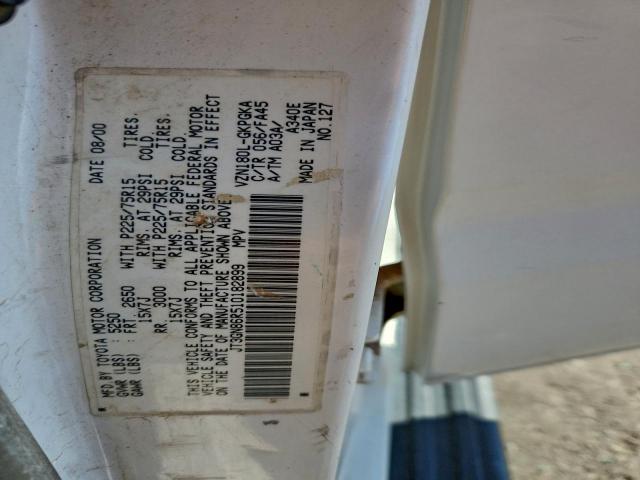 MFD BY TOYOTA MOTOR CORPORATION DATE 08/00
GVWR (LBS) : 5250
GAWR (LBS) : FRT. 2650 WITH P225/75R15 TIRES.
15X7J RIMS. AT 29PSI COLD.
GAWR (LBS) : RR. 3000 WITH P225/75R15 TIRES.
15X7J RIMS. AT 29PSI COLD.
THIS VEHICLE CONFORMS TO ALL APPLICABLE FEDERAL MOTOR
VEHICLE SAFETY AND THEFT PREVENTION STANDARDS IN EFFECT
ON THE DATE OF MANUFACTURE SHOWN ABOVE.
JT3GN86R510182899 MPV
VZN180L-GKPGKA
C/TR 056/FA45
A/TM A03A/ A340E
MADE IN JAPAN NO.127